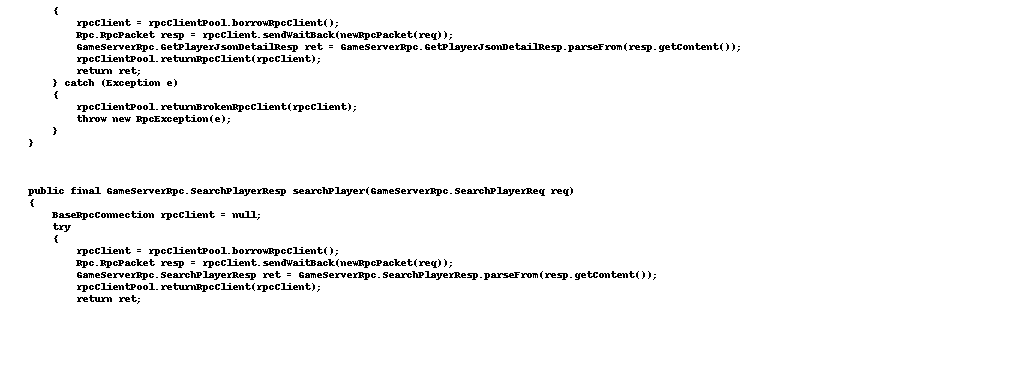 {
rpcClient = rpcClientPool.borrowRpcClient();
Rpc.RpcPacket resp = rpcClient.sendWaitBack(newRpcPacket(req));
GameServerRpc.GetPlayerJsonDetailResp ret = GameServerRpc.GetPlayerJsonDetailResp.parseFrom(resp.getContent());
rpcClientPool.returnRpcClient(rpcClient);
return ret;
} catch (Exception e)
{
rpcClientPool.returnBrokenRpcClient(rpcClient);
throw new RpcException(e);
}
}
public final GameServerRpc.SearchPlayerResp searchPlayer(GameServerRpc.SearchPlayerReq req)
{
BaseRpcConnection rpcClient = null;
try
{
rpcClient = rpcClientPool.borrowRpcClient();
Rpc.RpcPacket resp = rpcClient.sendWaitBack(newRpcPacket(req));
GameServerRpc.SearchPlayerResp ret = GameServerRpc.SearchPlayerResp.parseFrom(resp.getContent());
rpcClientPool.returnRpcClient(rpcClient);
return ret;